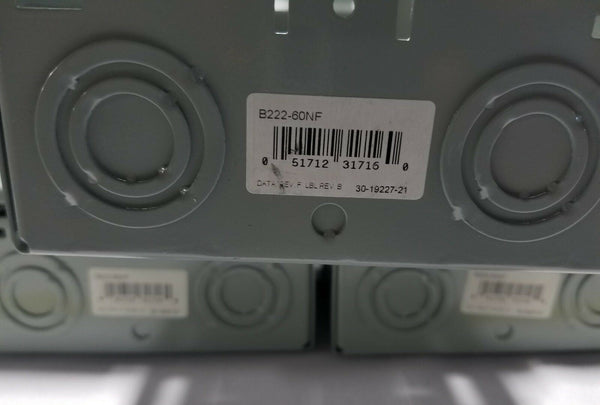 B222-60NF
0 51712 31716 0
DATA REV. F LBL REV. B 30-19227-21